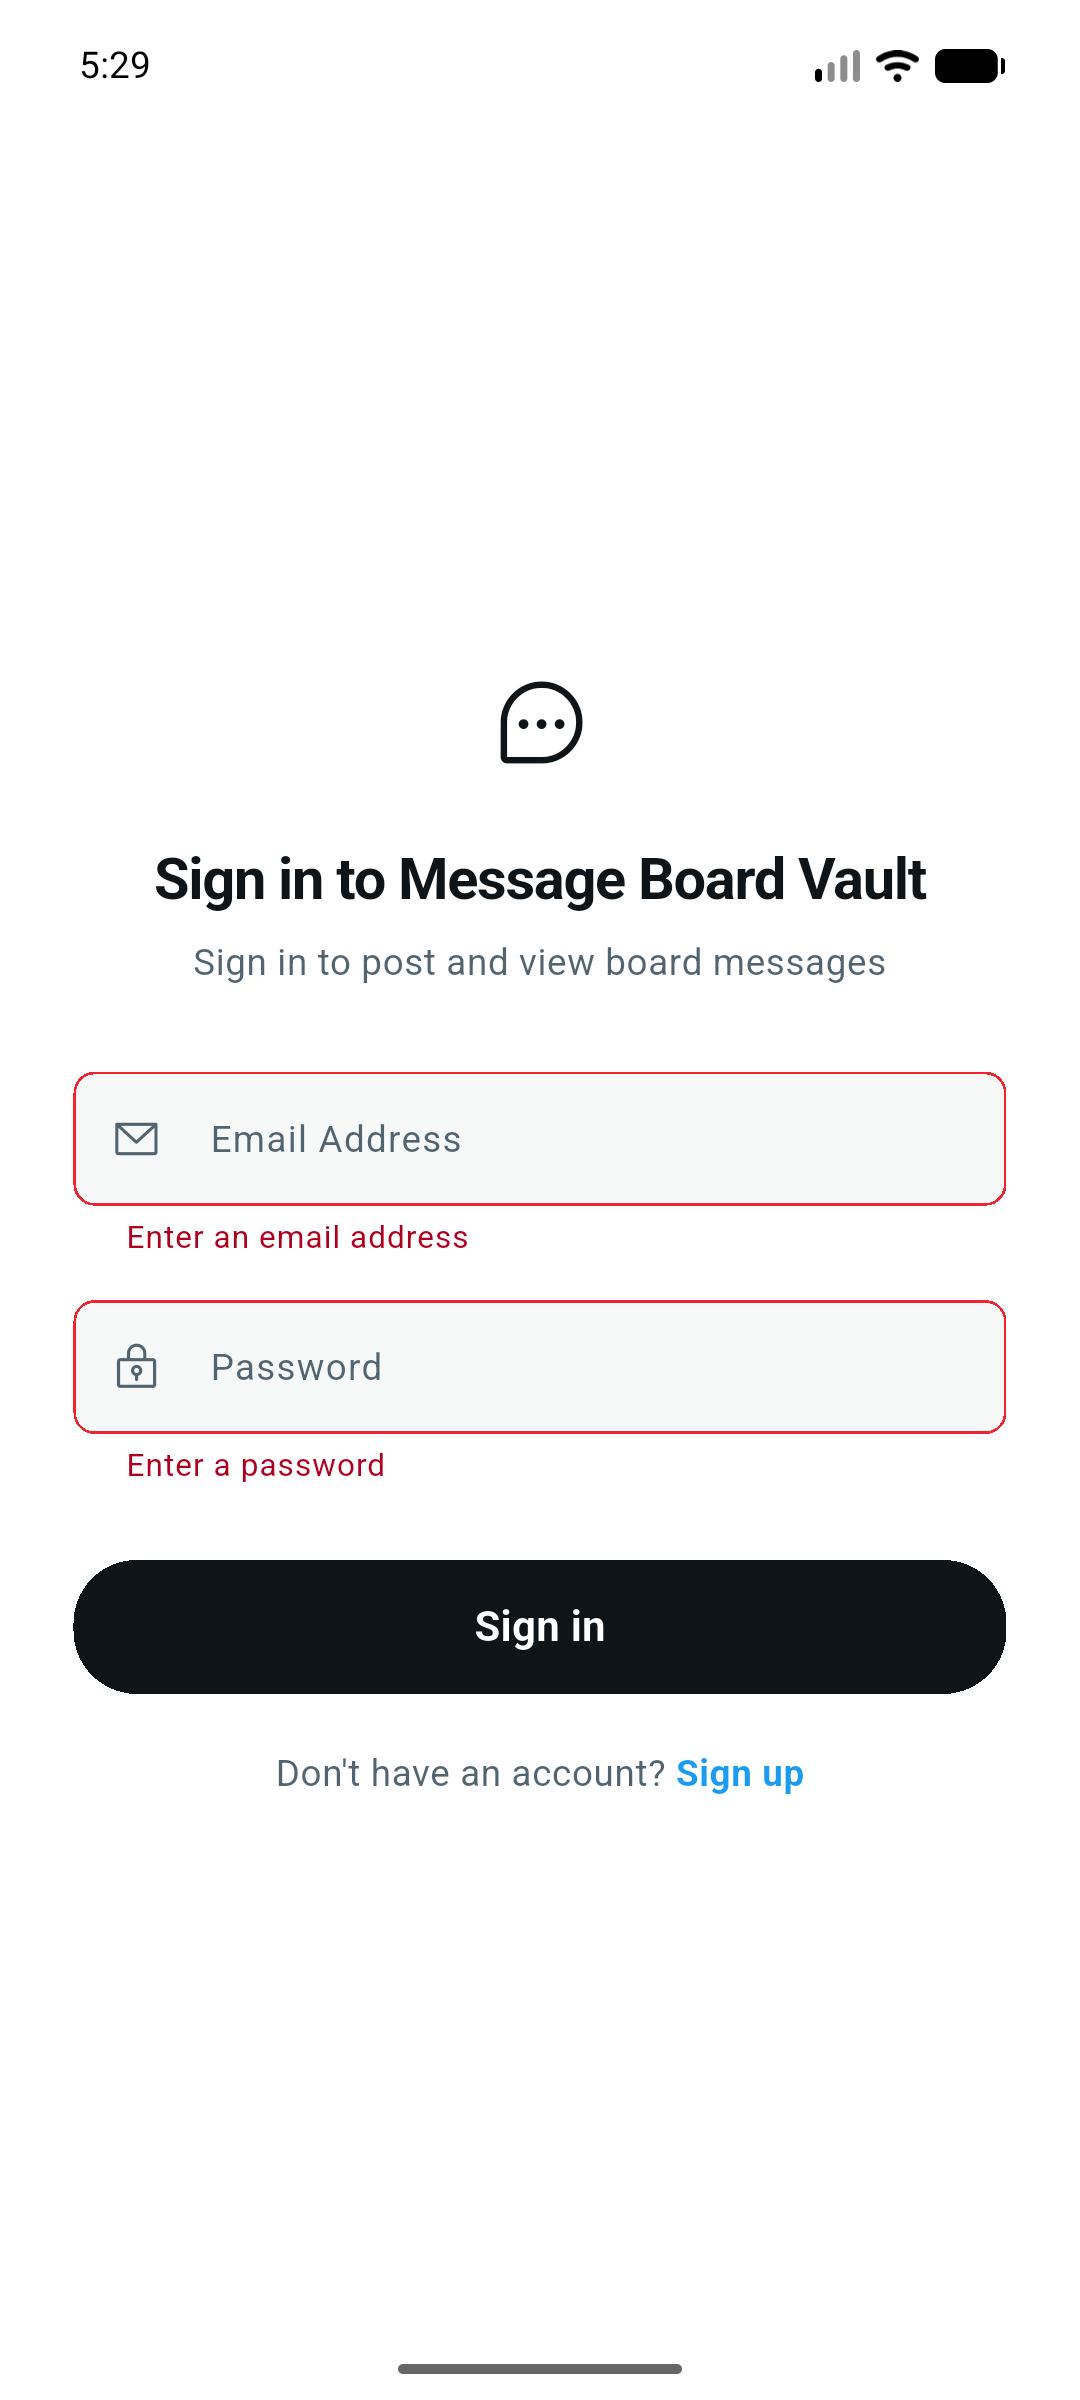 5:29
Sign in to Message Board Vault
Sign in to post and view board messages
Email Address
Enter an email address
Password
Enter a password
Sign in
Don't have an account? Sign up